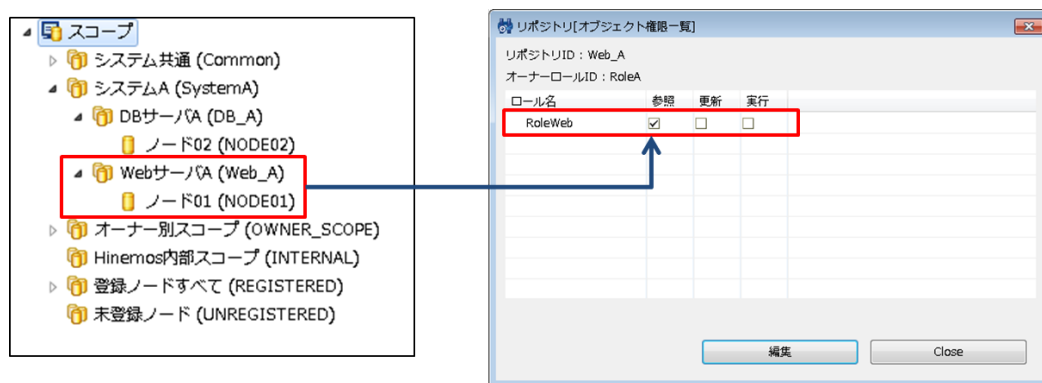 スコープ
システム共通 (Common)
システムA (SystemA)
DBサーバA (DB_A)
ノード02 (NODE02)
WebサーバA (Web_A)
ノード01 (NODE01)
オーナー別スコープ (OWNER_SCOPE)
Hinemos内部スコープ (INTERNAL)
登録ノードすべて (REGISTERED)
未登録ノード (UNREGISTERED)
リポジトリ[オブジェクト権限一覧]
リポジトリID : Web_A
オーナーロールID : RoleA
ロール名 参照 更新 実行
RoleWeb
編集 Close